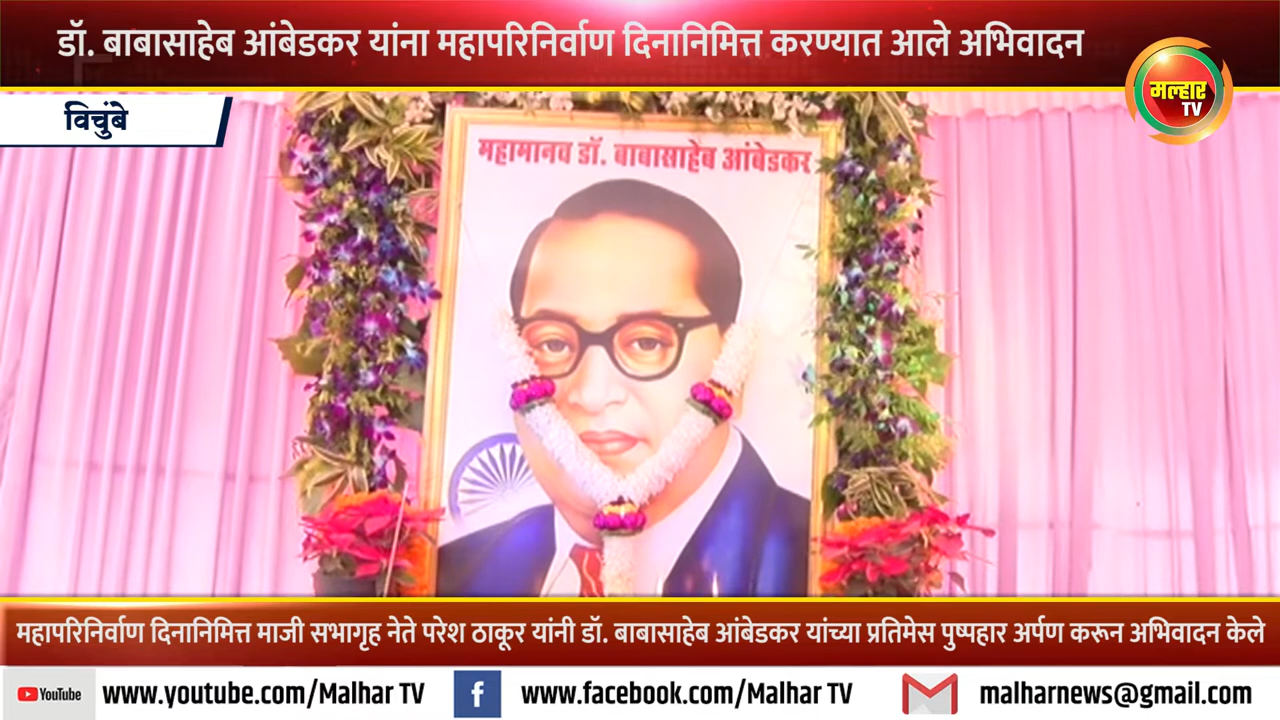 डॉ. बाबासाहेब आंबेडकर यांना महापरिनिर्वाण दिनानिमित्त करण्यात आले अभिवादन
मल्हार
TV
विचुंबे
महामानव डॉ. बाबासाहेब आंबेडकर
महापरिनिर्वाण दिनानिमित्त माजी सभागृह नेते परेश ठाकूर यांनी डॉ. बाबासाहेब आंबेडकर यांच्या प्रतिमेस पुष्पहार अर्पण करून अभिवादन केले
YouTube www.youtube.com/Malhar TV f www.facebook.com/Malhar TV malharnews@gmail.com